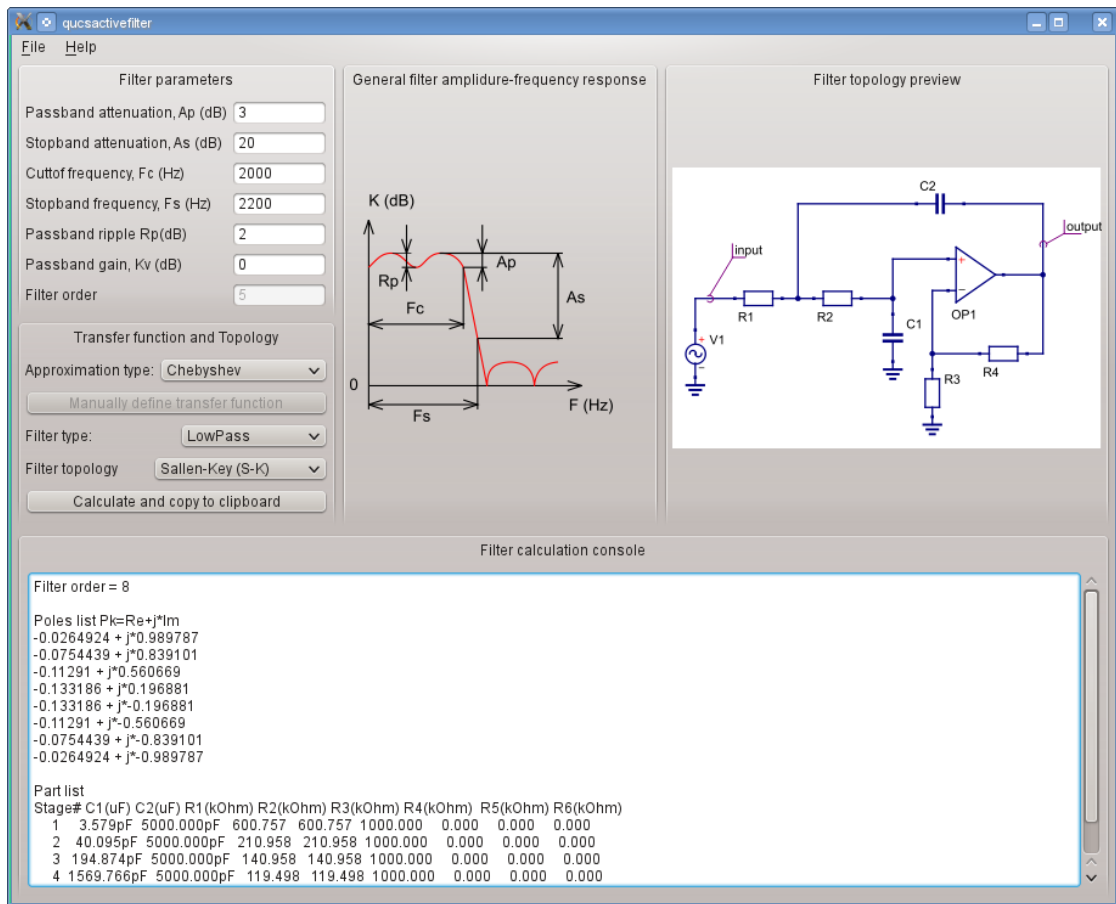 qucsactivefilter
File Help
Filter parameters
Passband attenuation, Ap (dB) 3
Stopband attenuation, As (dB) 20
Cuttof frequency, Fc (Hz) 2000
Stopband frequency, Fs (Hz) 2200
Passband ripple Rp(dB) 2
Passband gain, Kv (dB) 0
Filter order 5
Transfer function and Topology
Approximation type: Chebyshev
Manually define transfer function
Filter type: LowPass
Filter topology Sallen-Key (S-K)
Calculate and copy to clipboard
General filter amplidure-frequency response
K (dB)
Rp
Ap
As
Fc
0
Fs
F (Hz)
Filter topology preview
C2
input
output
R1
R2
C1
OP1
V1
R4
R3
Filter calculation console
Filter order = 8
Poles list Pk=Re+j*Im
-0.0264924 + j*0.989787
-0.0754439 + j*0.839101
-0.11291 + j*0.560669
-0.133186 + j*0.196881
-0.133186 + j*-0.196881
-0.11291 + j*-0.560669
-0.0754439 + j*-0.839101
-0.0264924 + j*-0.989787
Part list
Stage# C1(uF) C2(uF) R1(kOhm) R2(kOhm) R3(kOhm) R4(kOhm) R5(kOhm) R6(kOhm)
1 3.579pF 5000.000pF 600.757 600.757 1000.000 0.000 0.000 0.000
2 40.095pF 5000.000pF 210.958 210.958 1000.000 0.000 0.000 0.000
3 194.874pF 5000.000pF 140.958 140.958 1000.000 0.000 0.000 0.000
4 1569.766pF 5000.000pF 119.498 119.498 1000.000 0.000 0.000 0.000